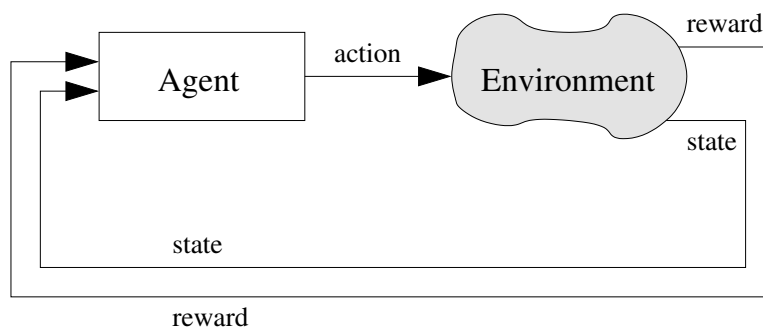 reward
action
Agent
Environment
state
state
reward